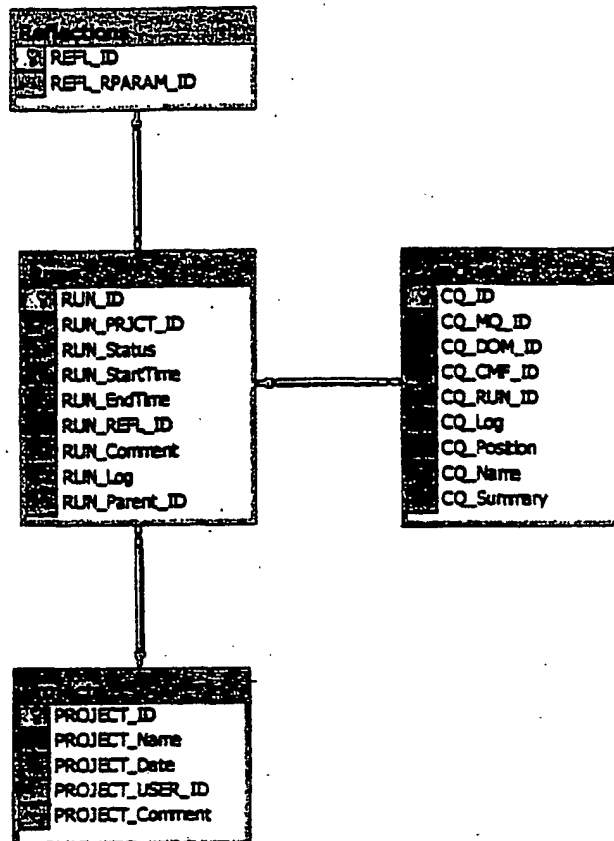 Reflections
REFL_ID
REFL_RPARAM_ID
RUN_ID
RUN_PRJCT_ID
RUN_Status
RUN_StartTime
RUN_EndTime
RUN_REFL_ID
RUN_Comment
RUN_Log
RUN_Parent_ID
CQ_ID
CQ_MQ_ID
CQ_DOM_ID
CQ_CMF_ID
CQ_RUN_ID
CQ_Log
CQ_Position
CQ_Name
CQ_Summary
PROJECT_ID
PROJECT_Name
PROJECT_Date
PROJECT_USER_ID
PROJECT_Comment